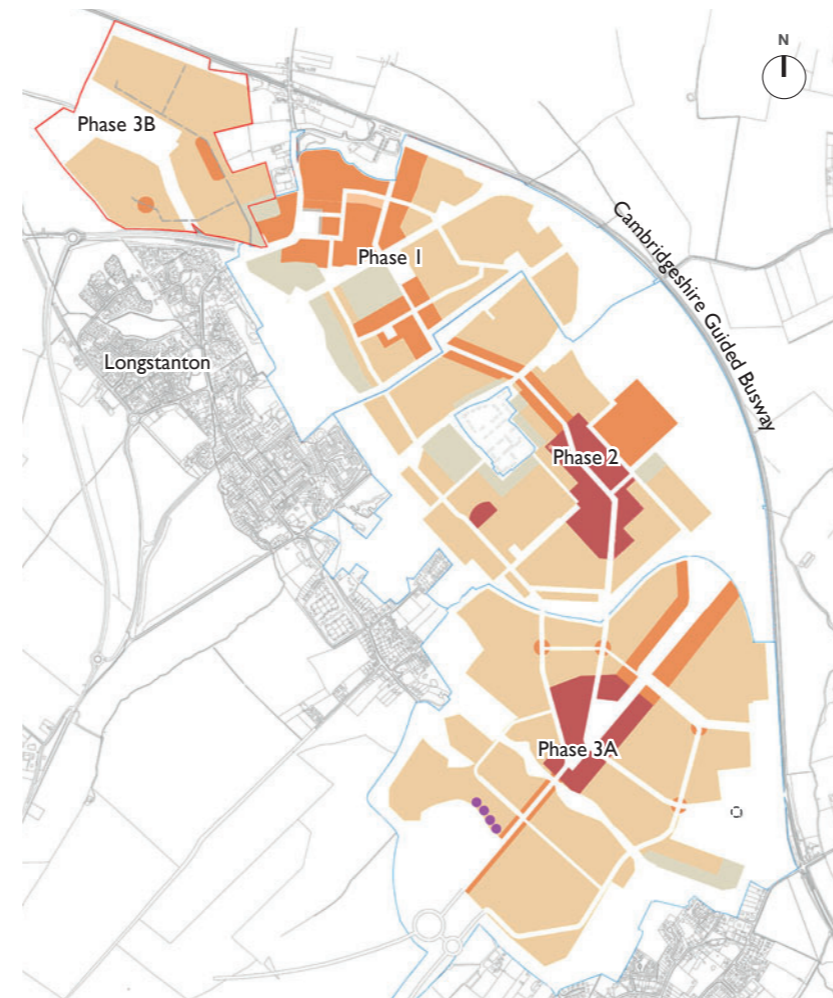 N
Phase 3B
Cambridgeshire Guided Busway
Phase 1
Longstanton
Phase 2
Phase 3A